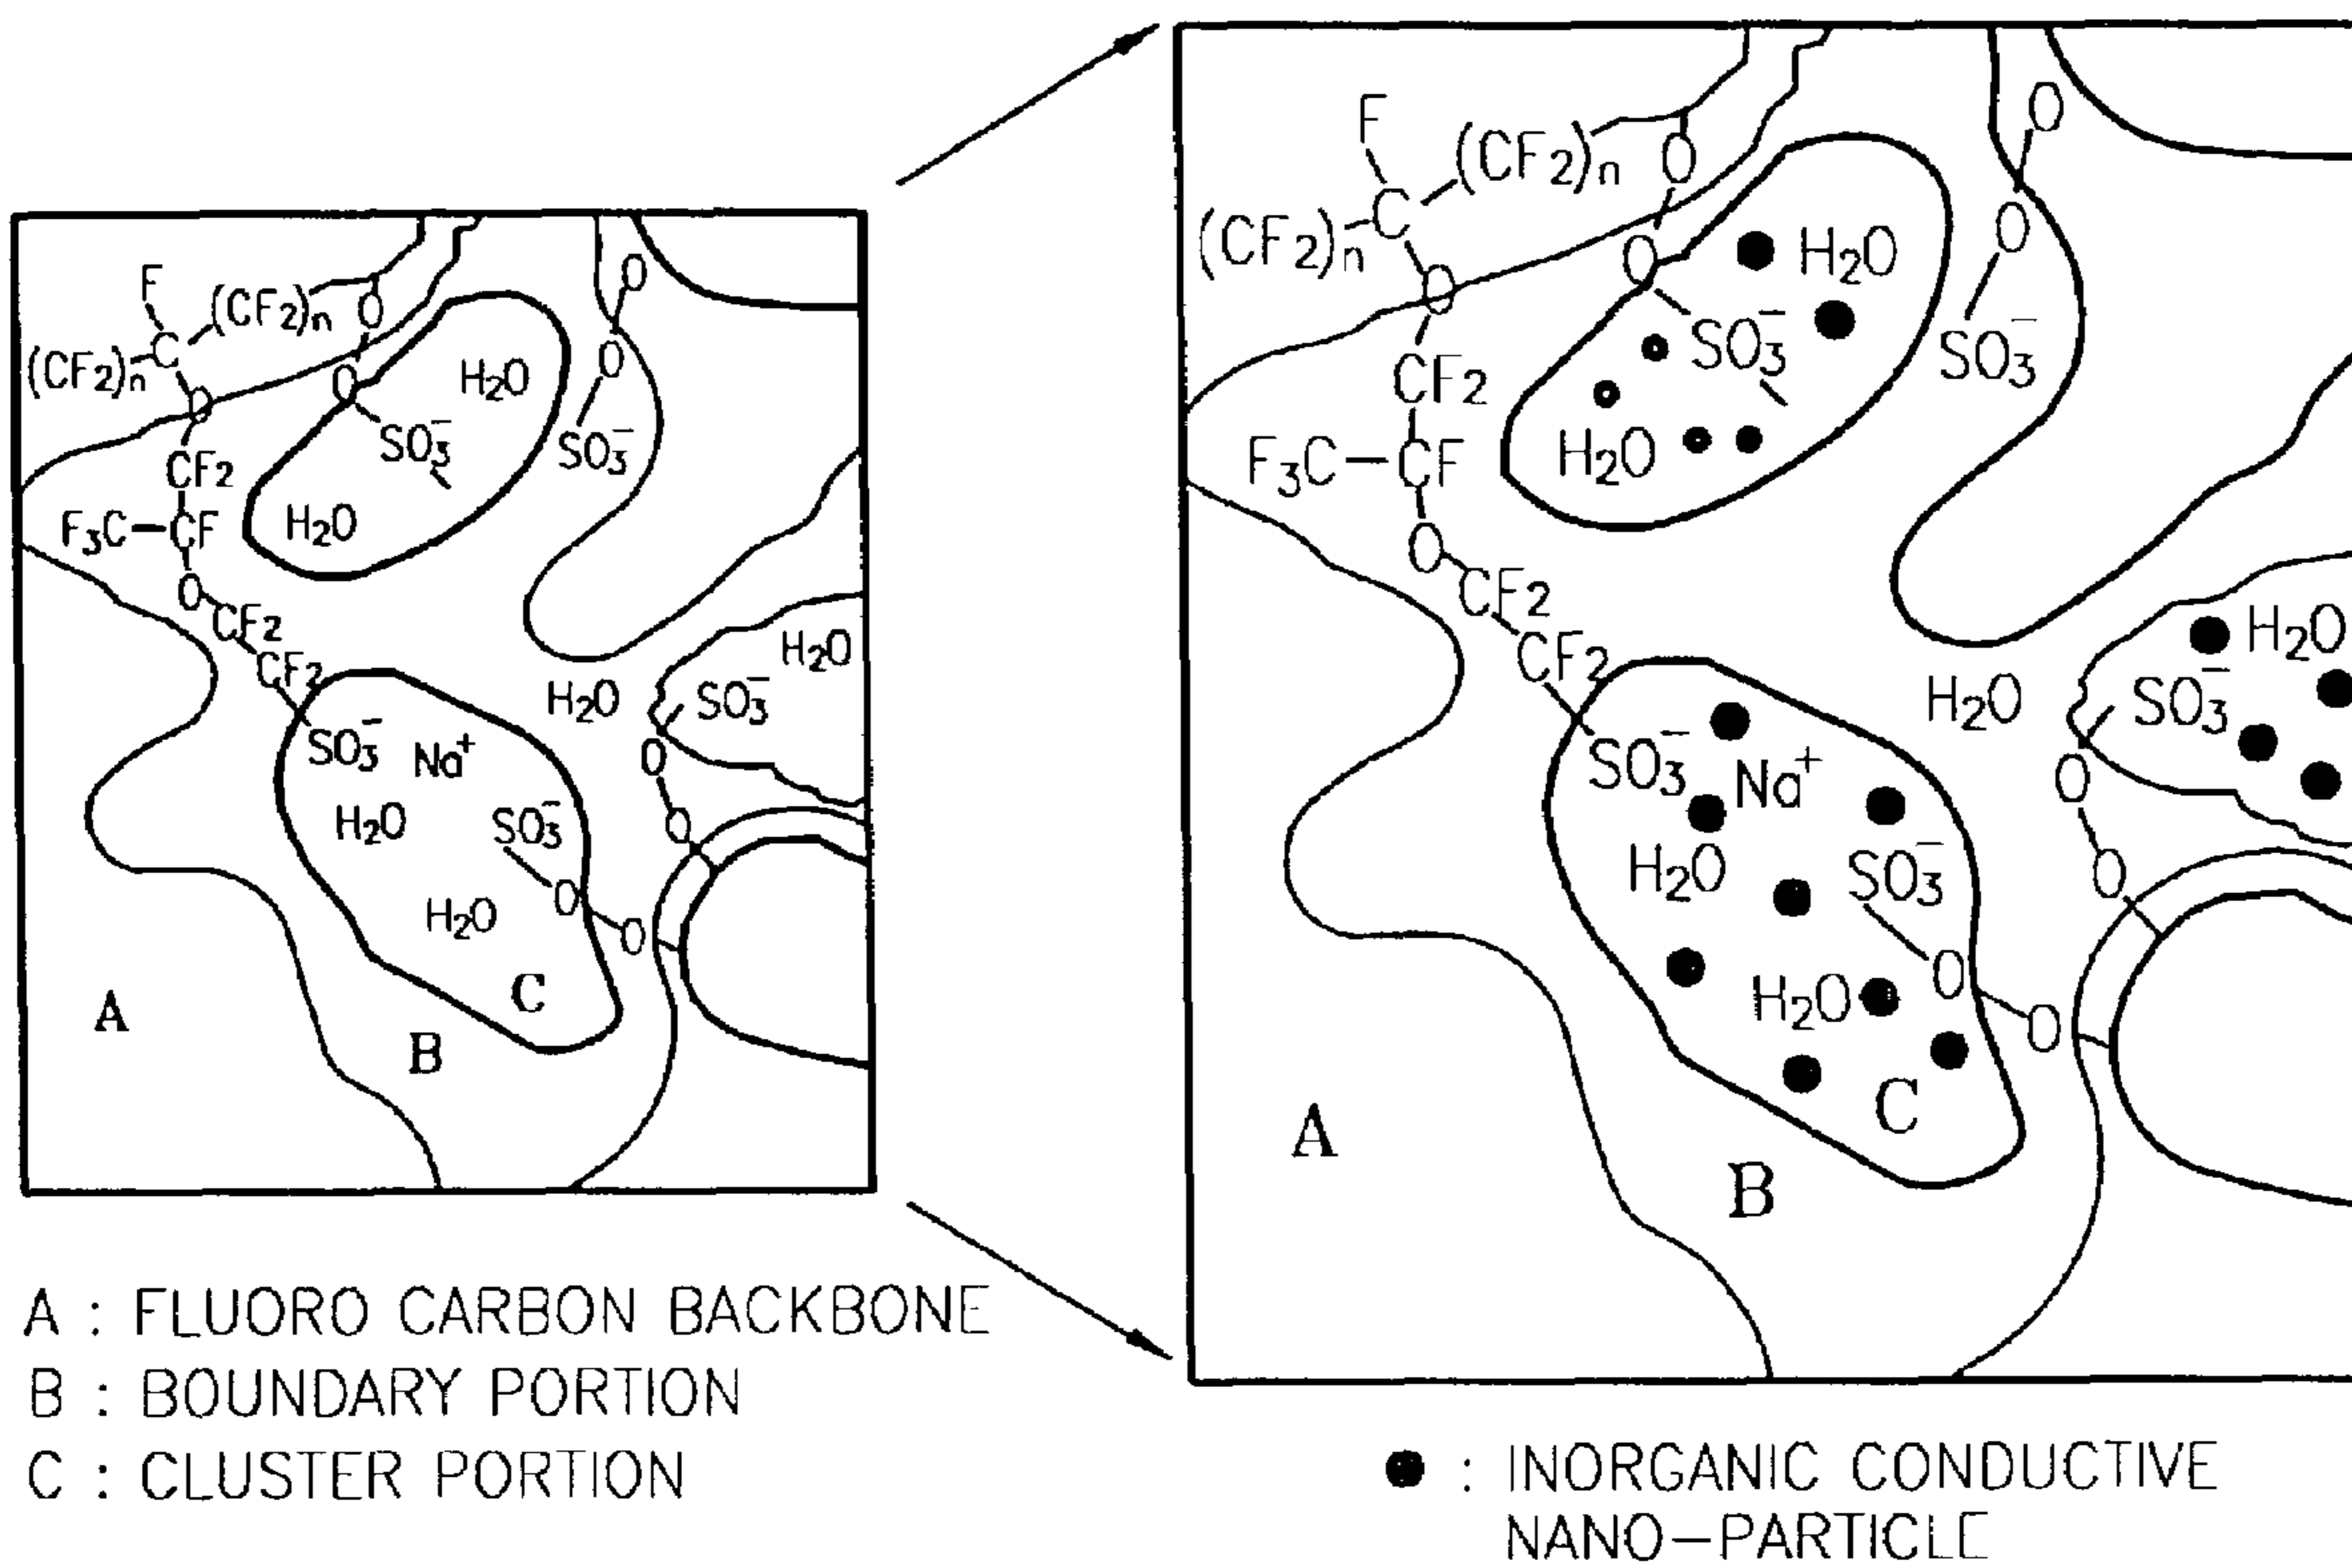 F
(CF2)n
O
(CF2)n
C
O
O
CF2
F3C-CF
O
CF2
CF2
O
SO3-
H2O
H2O
O
O
SO3-
SO3- Na+
H2O
SO3-
O
O
H2O
C
H2O
H2O
SO3-
O
O
A
B
F
(CF2)n
O
(CF2)n
C
O
O
CF2
F3C-CF
O
CF2
CF2
O
H2O
SO3-
H2O
O
O
SO3-
SO3- Na+
H2O
SO3-
O
O
H2O
C
H2O
H2O
SO3-
O
O
A
B
A : FLUORO CARBON BACKBONE
B : BOUNDARY PORTION
C : CLUSTER PORTION
● : INORGANIC CONDUCTIVE
NANO-PARTICLE